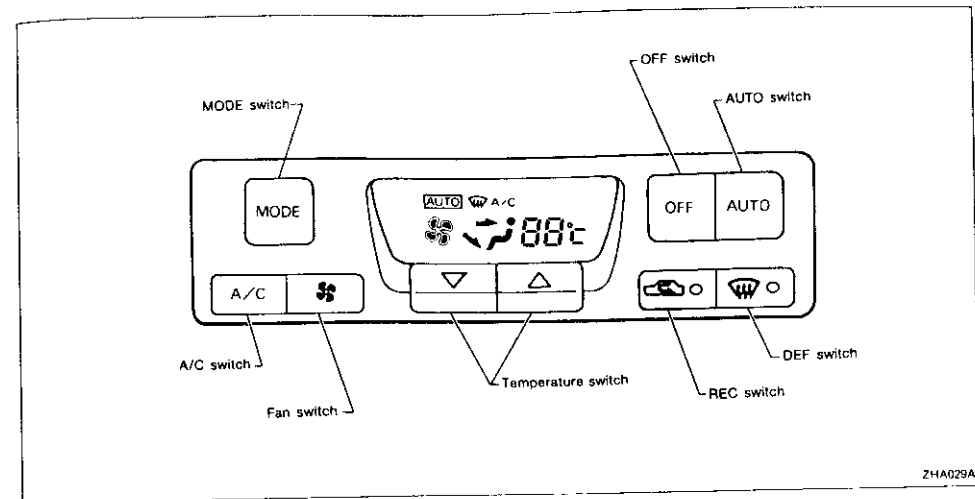 OFF switch
MODE switch
AUTO switch
MODE
AUTO A/C
88°C
OFF
AUTO
A/C
A/C switch
Temperature switch
DEF switch
REC switch
Fan switch
ZHA029A